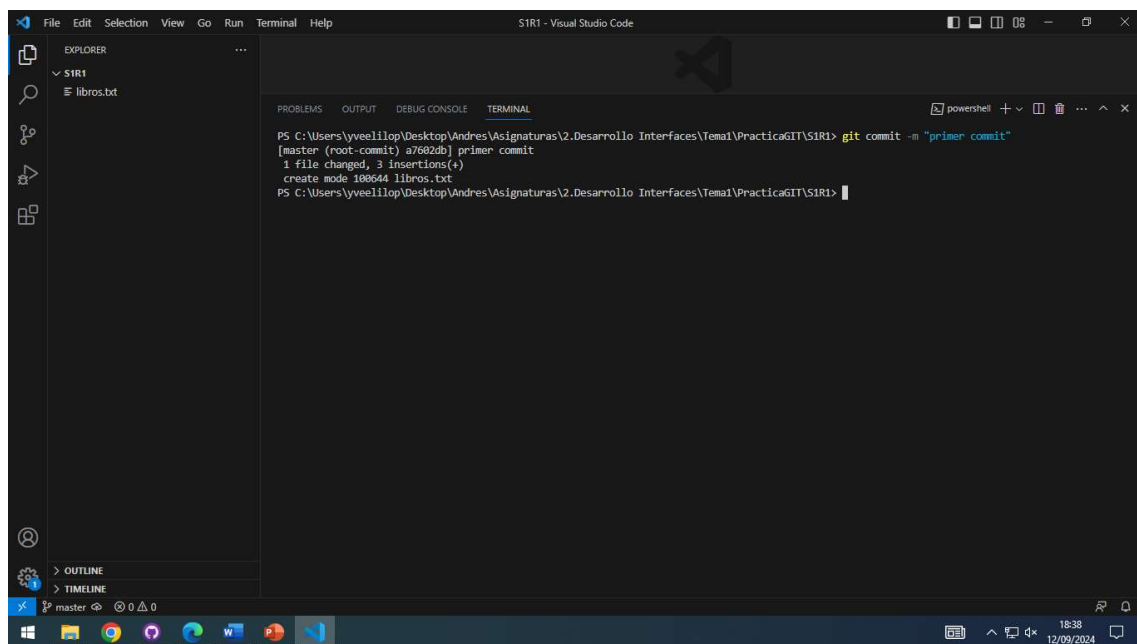 File Edit Selection View Go Run Terminal Help
S1R1 - Visual Studio Code
EXPLORER
S1R1
libros.txt
PROBLEMS OUTPUT DEBUG CONSOLE TERMINAL
powershell
PS C:\Users\yveelilop\Desktop\Andres\Asignaturas\2.Desarrollo Interfaces\Tema1\PracticaGIT\S1R1> git commit -m "primer commit"
[master (root-commit) a7602db] primer commit
1 file changed, 3 insertions(+)
create mode 100644 libros.txt
PS C:\Users\yveelilop\Desktop\Andres\Asignaturas\2.Desarrollo Interfaces\Tema1\PracticaGIT\S1R1>
OUTLINE
1
TIMELINE
master 0 0
18:38
12/09/2024